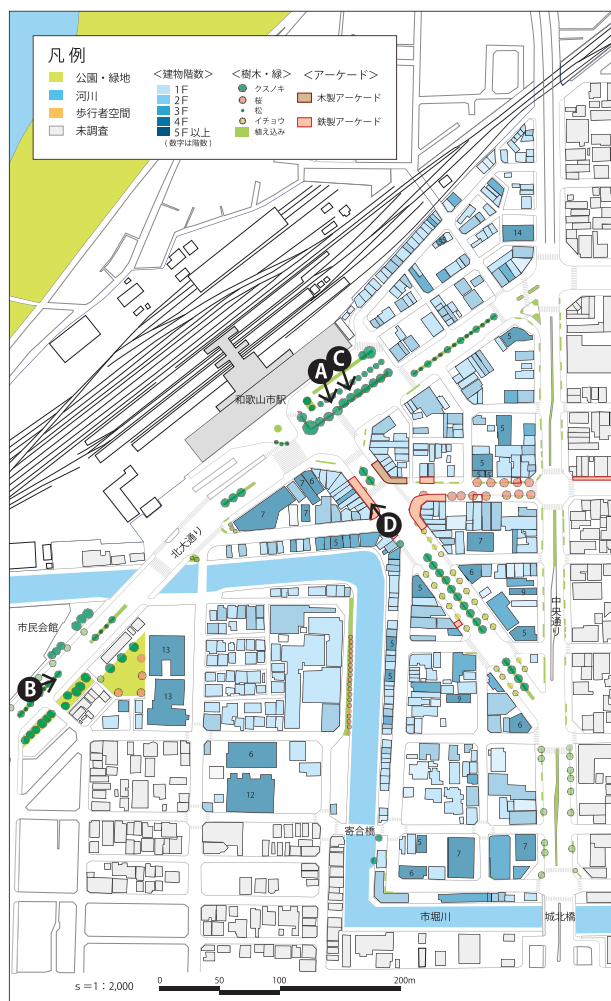 凡 例
公園・緑地
河川
歩行者空間
未調査
＜建物階数＞
1F
2F
3F
4F
5F以上
(数字は階数)
＜樹木・緑＞
クスノキ
桜
松
イチョウ
植え込み
＜アーケード＞
木製アーケード
鉄製アーケード
14
5
A
C
和歌山市駅
5
5
5 5
6
7
7
7
D
7
5
北大通り
6
5
9
中央通り
5
5
市民会館
B
13
13
5
9
6
6
12
寄合橋
5
6
7
7
市堀川
城北橋
s＝1：2,000
0 50 100 200m